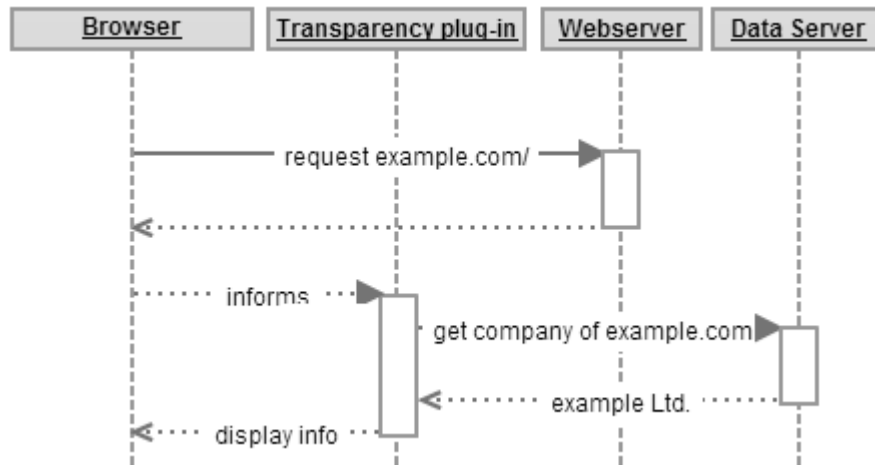 Browser
Transparency plug-in
Webserver
Data Server
request example.com/
informs
get company of example.com
example Ltd.
display info